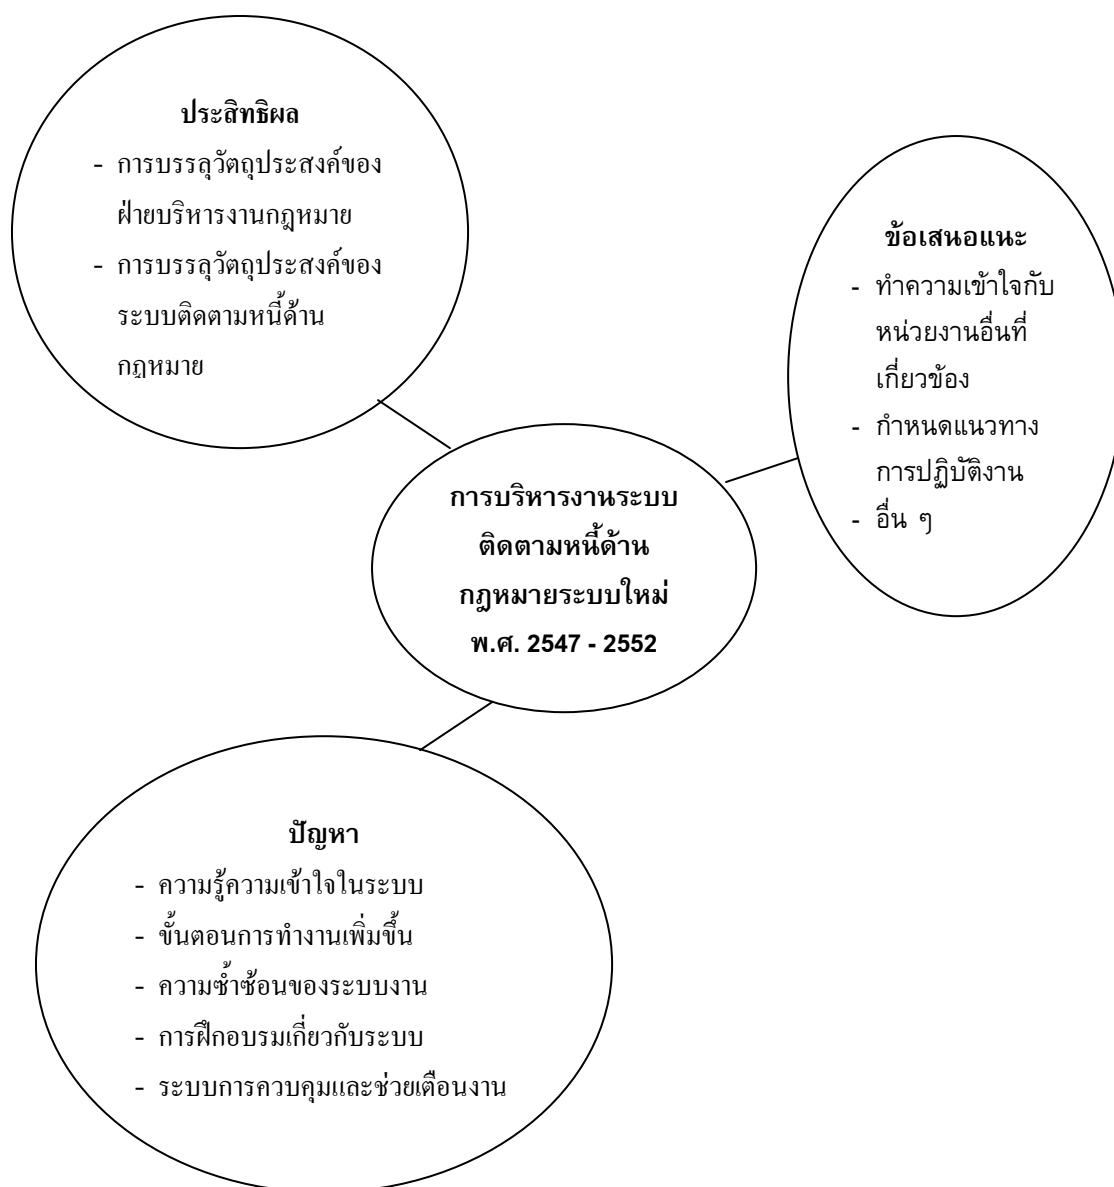 ประสิทธิผล
- การบรรลุวัตถุประสงค์ของ
ฝ่ายบริหารงานกฎหมาย
- การบรรลุวัตถุประสงค์ของ
ระบบติดตามหนี้ด้าน
กฎหมาย
ข้อเสนอแนะ
- ทำความเข้าใจกับ
หน่วยงานอื่นที่
เกี่ยวข้อง
- กำหนดแนวทาง
การปฏิบัติงาน
- อื่น ๆ
การบริหารงานระบบ
ติดตามหนี้ด้าน
กฎหมายระบบใหม่
พ.ศ. 2547 - 2552
ปัญหา
- ความรู้ความเข้าใจในระบบ
- ขั้นตอนการทำงานเพิ่มขึ้น
- ความซ้ำซ้อนของระบบงาน
- การฝึกอบรมเกี่ยวกับระบบ
- ระบบการควบคุมและช่วยเตือนงาน